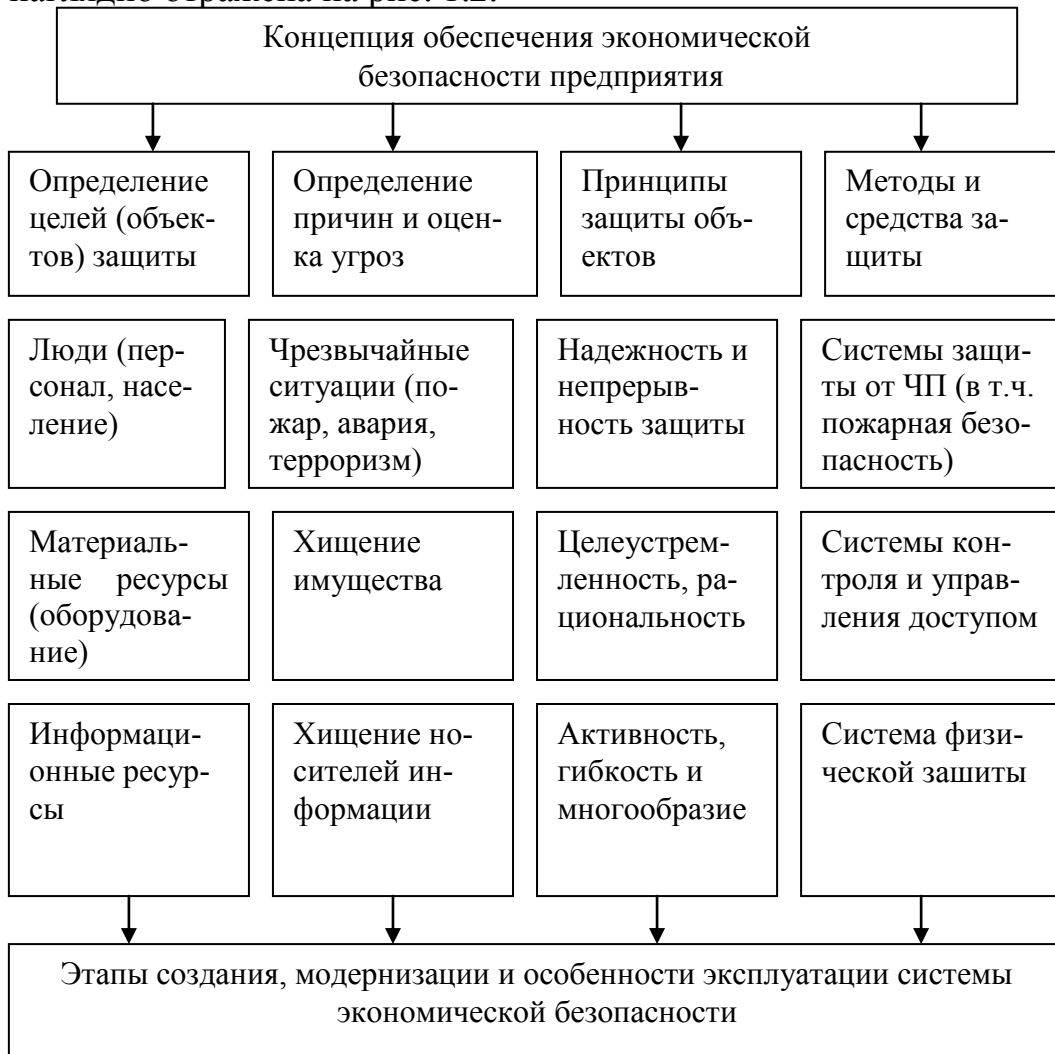 наглядно отражена на рис. 1.2.
Концепция обеспечения экономической
безопасности предприятия
Определение
целей (объек-
тов) защиты
Определение
причин и оцен-
ка угроз
Принципы
защиты объ-
ектов
Методы и
средства за-
щиты
Люди (пер-
сонал, насе-
ление)
Чрезвычайные
ситуации (по-
жар, авария,
терроризм)
Надежность и
непрерыв-
ность защиты
Системы защи-
ты от ЧП (в т.ч.
пожарная безо-
пасность)
Материаль-
ные ресурсы
(оборудова-
ние)
Хищение
имущества
Целеустрем-
ленность, ра-
циональность
Системы кон-
троля и управ-
ления доступом
Информаци-
онные ресур-
сы
Хищение но-
сителей ин-
формации
Активность,
гибкость и
многообразие
Система физи-
ческой зашиты
Этапы создания, модернизации и особенности эксплуатации системы
экономической безопасности